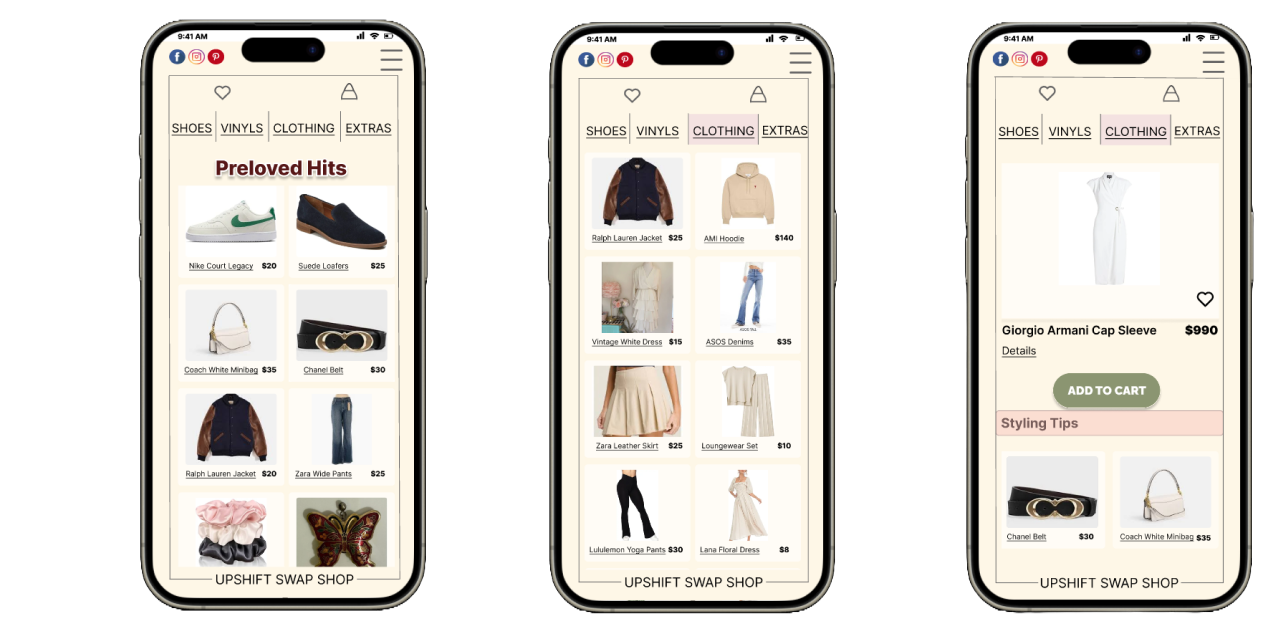 9:41 AM
SHOES VINYLS CLOTHING EXTRAS
Preloved Hits
Nike Court Legacy $20 Suede Loafers $25
Coach White Minibag $35 Chanel Belt $30
Ralph Lauren Jacket $20 Zara Wide Pants $25
UPSHIFT SWAP SHOP
9:41 AM
SHOES VINYLS CLOTHING EXTRAS
Ralph Lauren Jacket $25 AMI Hoodie $140
Vintage White Dress $15 ASOS Denims $35
Zara Leather Skirt $25 Loungewear Set $10
Lululemon Yoga Pants $30 Lana Floral Dress $8
UPSHIFT SWAP SHOP
9:41 AM
SHOES VINYLS CLOTHING EXTRAS
Giorgio Armani Cap Sleeve $990
Details
ADD TO CART
Styling Tips
Chanel Belt $30 Coach White Minibag $35
UPSHIFT SWAP SHOP